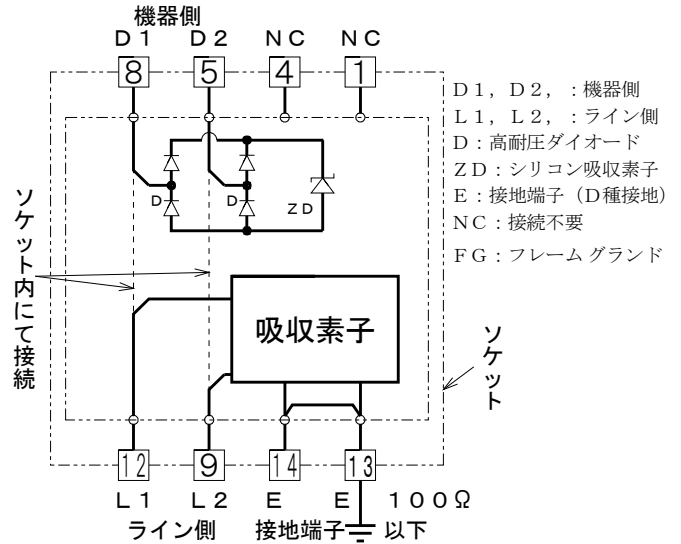 機器側
D1 D2 NC NC
8 5 4 1
D1，D2，：機器側
L1，L2，：ライン側
D：高耐圧ダイオード
ZD：シリコン吸収素子
E：接地端子（D種接地）
NC：接続不要
FG：フレームグランド
D D ZD
ソケット内にて接続
吸収素子
ソケット
12 9 14 13
L1 L2 E E 100Ω
ライン側 接地端子 以下